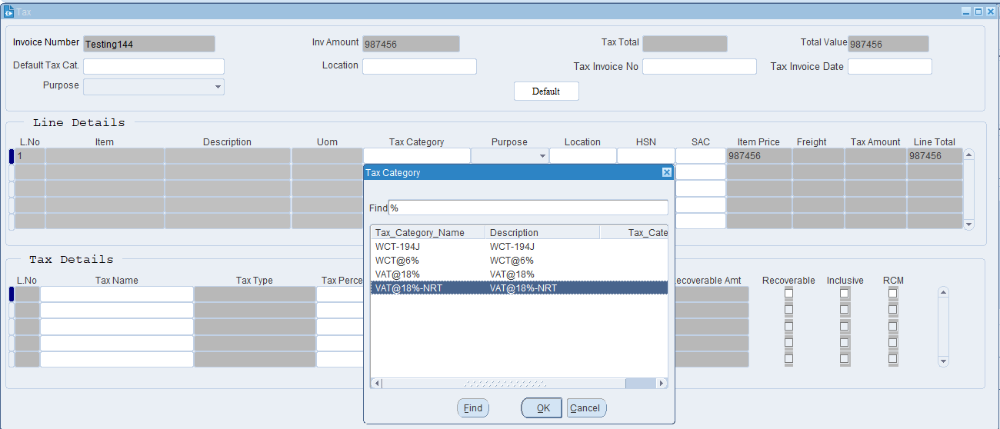 Tax
Invoice Number Testing144 Inv Amount 987456 Tax Total Total Value 987456
Default Tax Cat. Location Tax Invoice No Tax Invoice Date
Purpose Default
Line Details
L.No Item Description Uom Tax Category Purpose Location HSN SAC Item Price Freight Tax Amount Line Total
1 987456 987456
Tax Category
Find %
Tax_Category_Name Description Tax_Cate
WCT-194J WCT-194J
WCT@6% WCT@6%
VAT@18% VAT@18%
VAT@18%-NRT VAT@18%-NRT
Find OK Cancel
Tax Details
L.No Tax Name Tax Type Tax Perce ecoverable Amt Recoverable Inclusive RCM